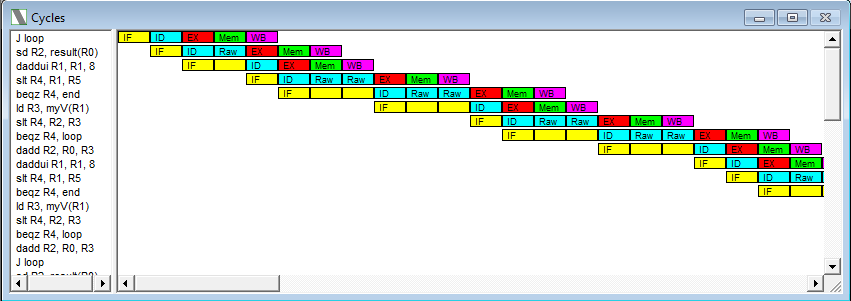 Cycles
J loop IF ID EX Mem WB
sd R2, result(R0) IF ID Raw EX Mem WB
daddui R1, R1, 8 IF ID EX Mem WB
slt R4, R1, R5 IF ID Raw Raw EX Mem WB
beqz R4, end IF ID Raw Raw EX Mem WB
ld R3, myV(R1) IF ID EX Mem WB
slt R4, R2, R3 IF ID Raw Raw EX Mem WB
beqz R4, loop IF ID Raw Raw EX Mem WB
dadd R2, R0, R3 IF ID EX Mem WB
daddui R1, R1, 8 IF ID EX Mem
slt R4, R1, R5 IF ID Raw
beqz R4, end IF
ld R3, myV(R1)
slt R4, R2, R3
beqz R4, loop
dadd R2, R0, R3
J loop
sd R2, result(R0)